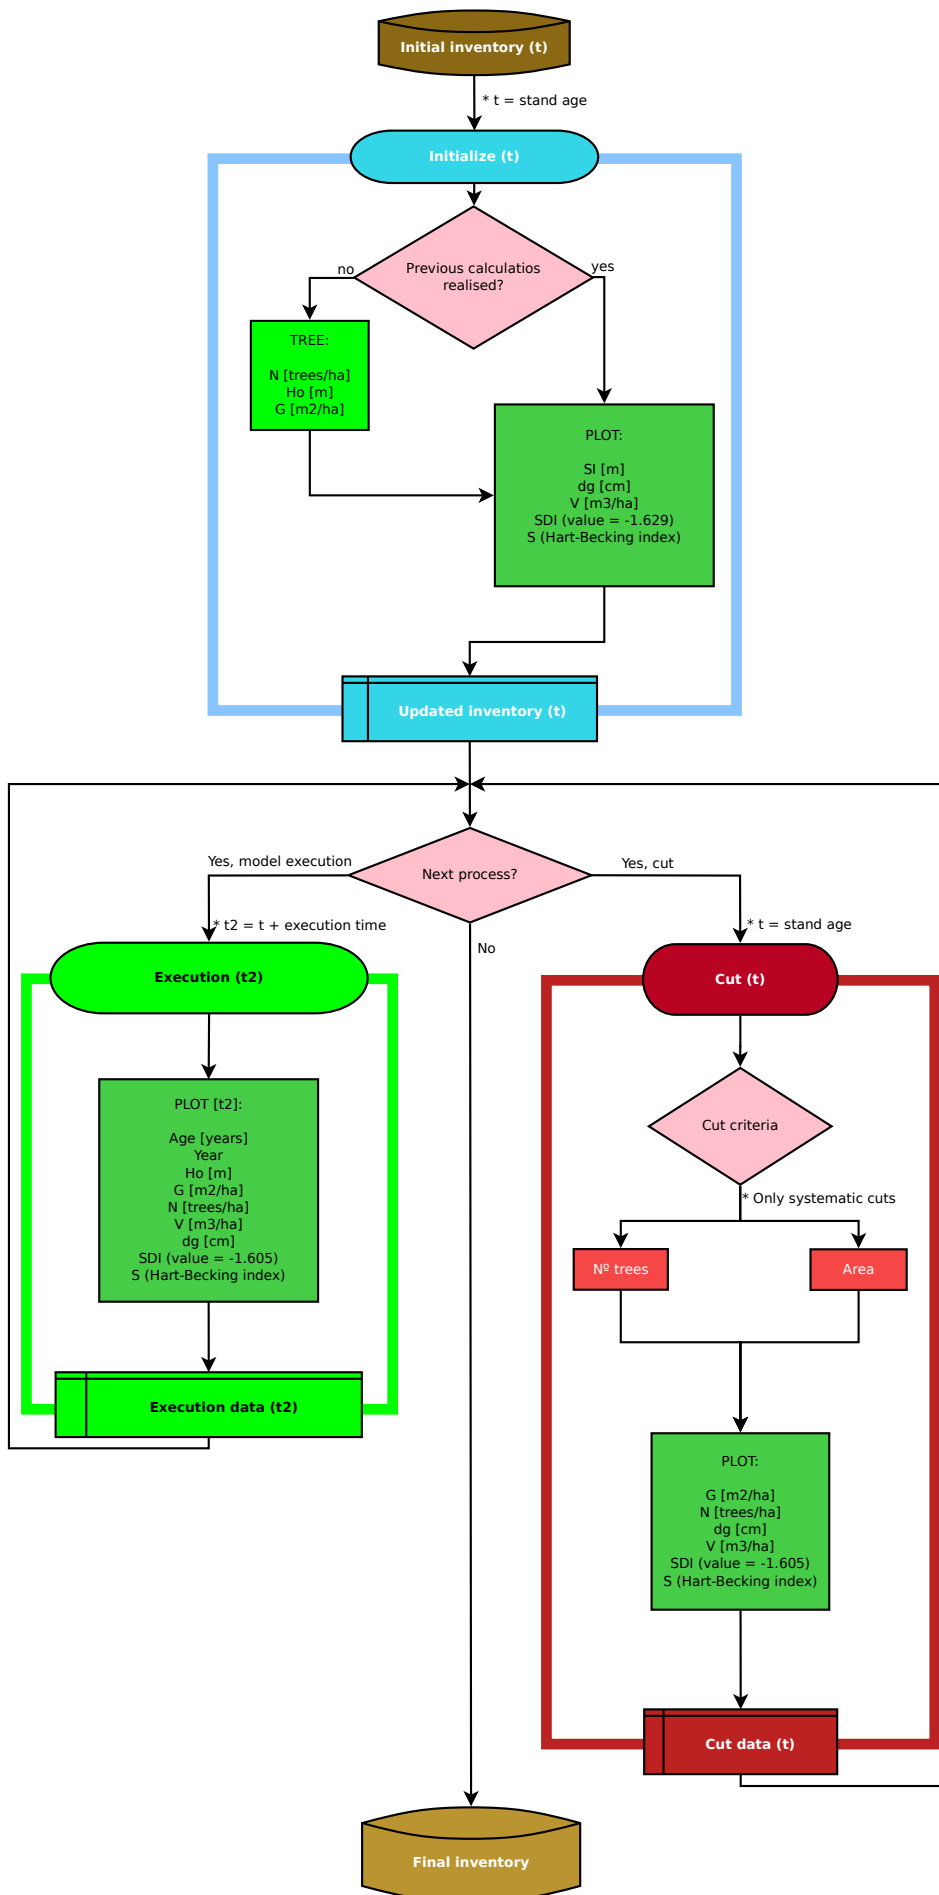 Initial inventory (t)
* t = stand age
Initialize (t)
Previous calculatios
realised?
no
yes
TREE:
N [trees/ha]
Ho [m]
G [m2/ha]
PLOT:
SI [m]
dg [cm]
V [m3/ha]
SDI (value = -1.629)
S (Hart-Becking index)
Updated inventory (t)
Next process?
Yes, model execution
Yes, cut
* t2 = t + execution time
* t = stand age
No
Execution (t2)
PLOT [t2]:
Age [years]
Year
Ho [m]
G [m2/ha]
N [trees/ha]
V [m3/ha]
dg [cm]
SDI (value = -1.605)
S (Hart-Becking index)
Execution data (t2)
Cut (t)
Cut criteria
* Only systematic cuts
Nº trees
Area
PLOT:
G [m2/ha]
N [trees/ha]
dg [cm]
V [m3/ha]
SDI (value = -1.605)
S (Hart-Becking index)
Cut data (t)
Final inventory